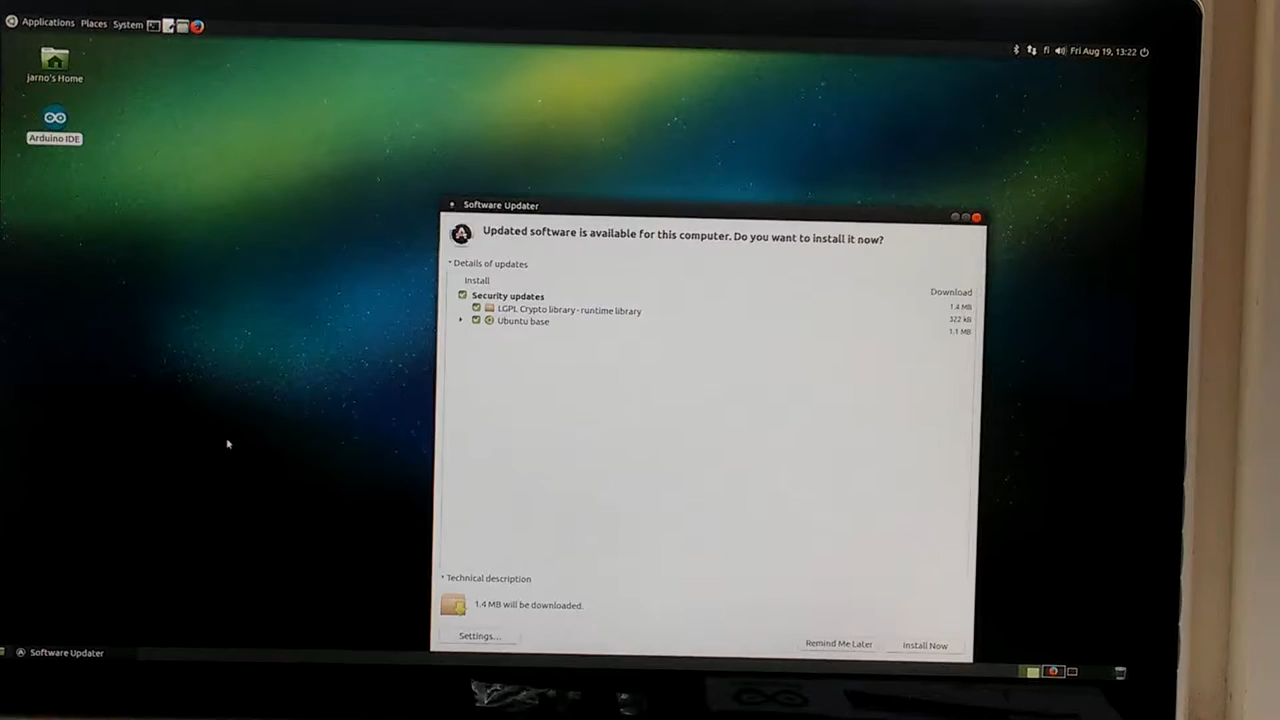 Applications Places System
fi Fri Aug 19, 13:22
jarno's Home
Arduino IDE
Software Updater
Updated software is available for this computer. Do you want to install it now?
Details of updates
Install Download
Security updates 1.4 MB
LGPL Crypto library - runtime library 322 kB
Ubuntu base 1.1 MB
Technical description
1.4 MB will be downloaded.
Settings... Remind Me Later Install Now
Software Updater